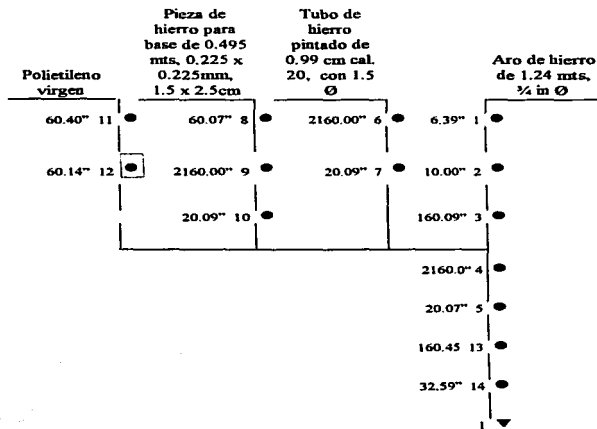 Polietileno
virgen
Pieza de
hierro para
base de 0.495
mts, 0.225 x
0.225mm,
1.5 x 2.5cm
Tubo de
hierro
pintado de
0.99 cm cal.
20, con 1.5
Ø
Aro de hierro
de 1.24 mts,
¾ in Ø
60.40” 11
60.07” 8
2160.00” 6
6.39” 1
60.14” 12
2160.00” 9
20.09” 7
10.00” 2
20.09” 10
160.09” 3
2160.0” 4
20.07” 5
160.45 13
32.59” 14
1